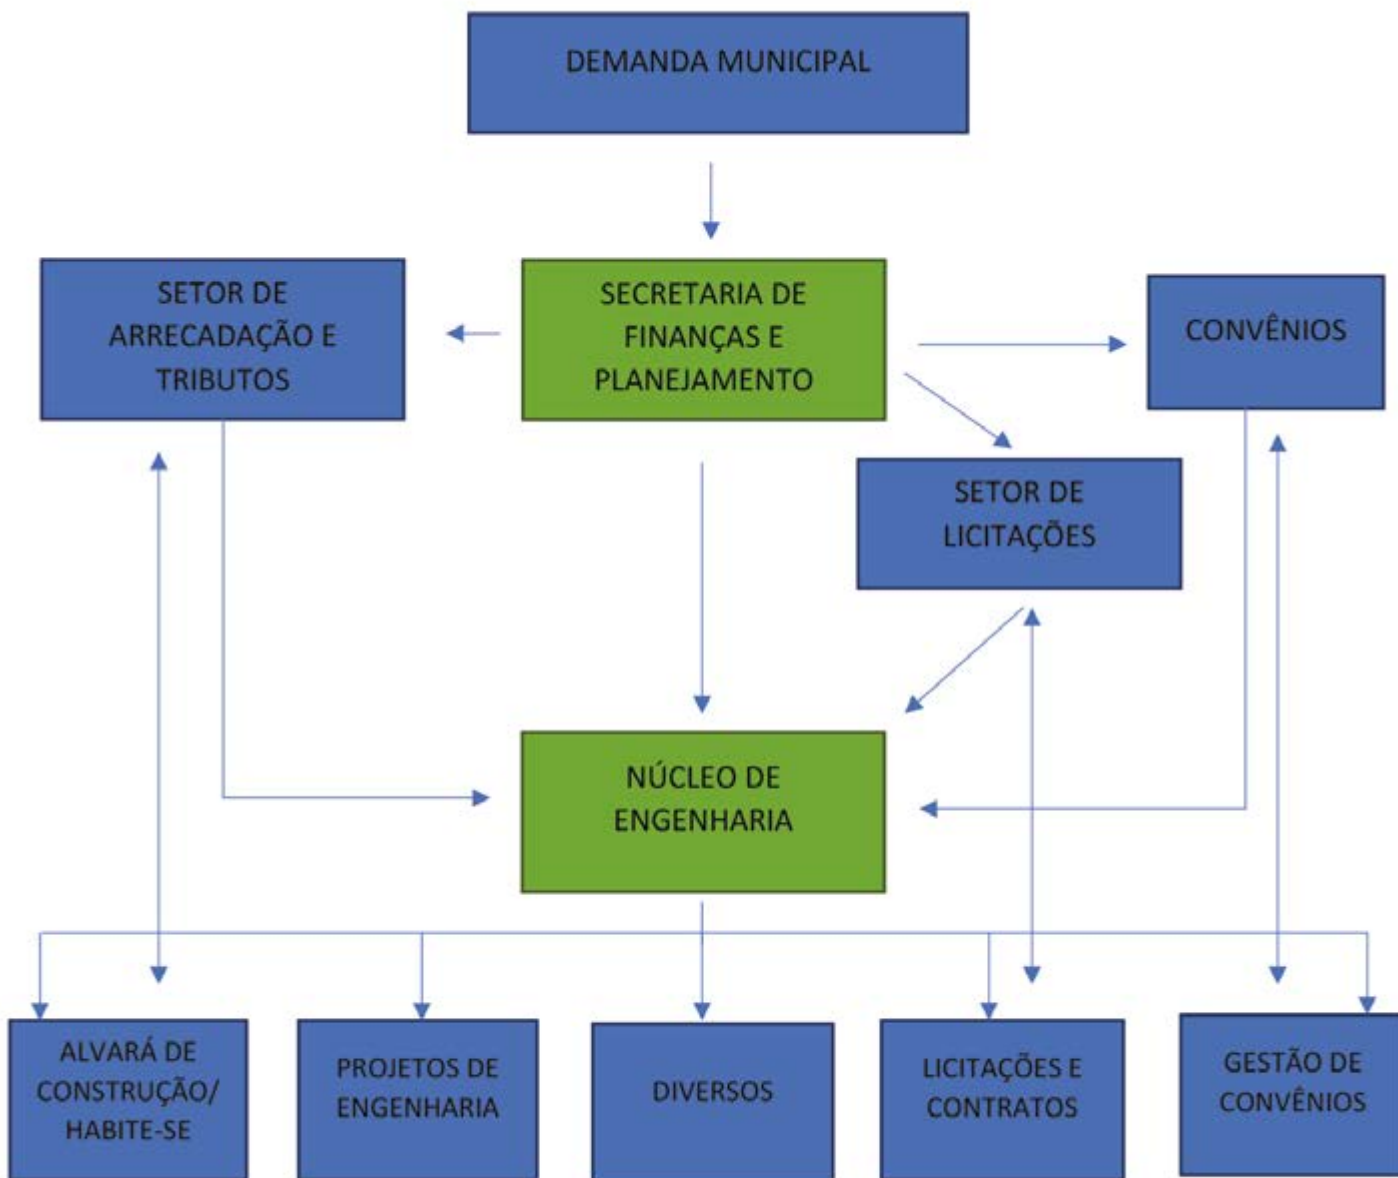 DEMANDA MUNICIPAL
SETOR DE
ARRECADAÇÃO E
TRIBUTOS
SECRETARIA DE
FINANÇAS E
PLANEJAMENTO
CONVÊNIOS
SETOR DE
LICITAÇÕES
NÚCLEO DE
ENGENHARIA
ALVARÁ DE
CONSTRUÇÃO/
HABITE-SE
PROJETOS DE
ENGENHARIA
DIVERSOS
LICITAÇÕES E
CONTRATOS
GESTÃO DE
CONVÊNIOS